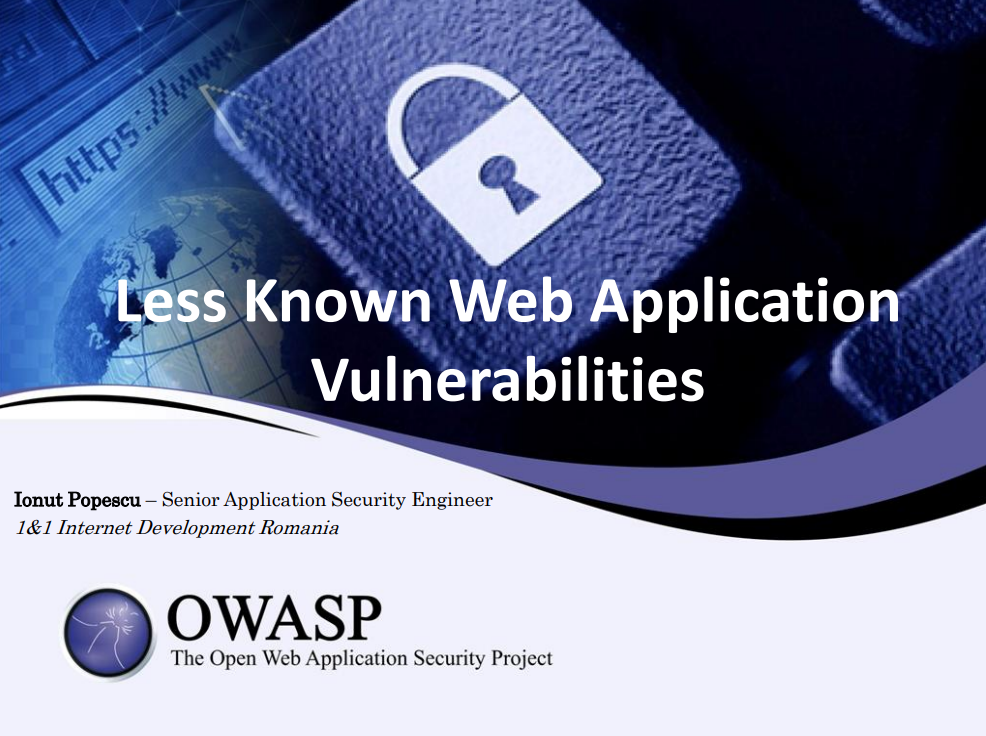 https://www
Less Known Web Application
Vulnerabilities
Ionut Popescu – Senior Application Security Engineer
1&1 Internet Development Romania
OWASP
The Open Web Application Security Project